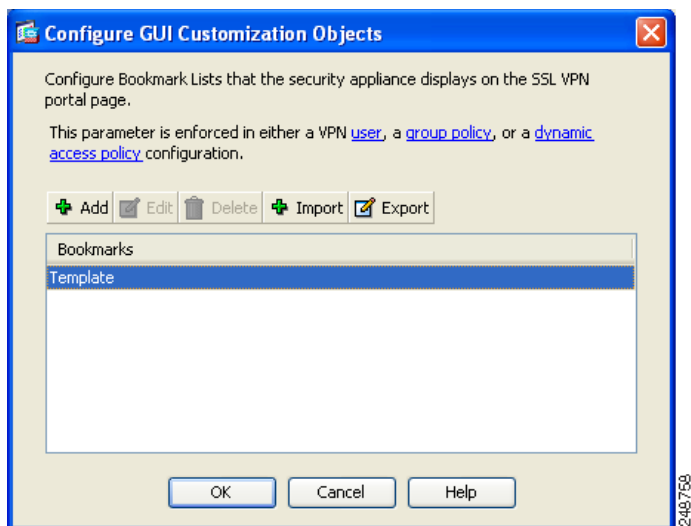 Configure GUI Customization Objects
Configure Bookmark Lists that the security appliance displays on the SSL VPN
portal page.
This parameter is enforced in either a VPN user, a group policy, or a dynamic
access policy configuration.
Add Edit Delete Import Export
Bookmarks
Template
OK Cancel Help
248758